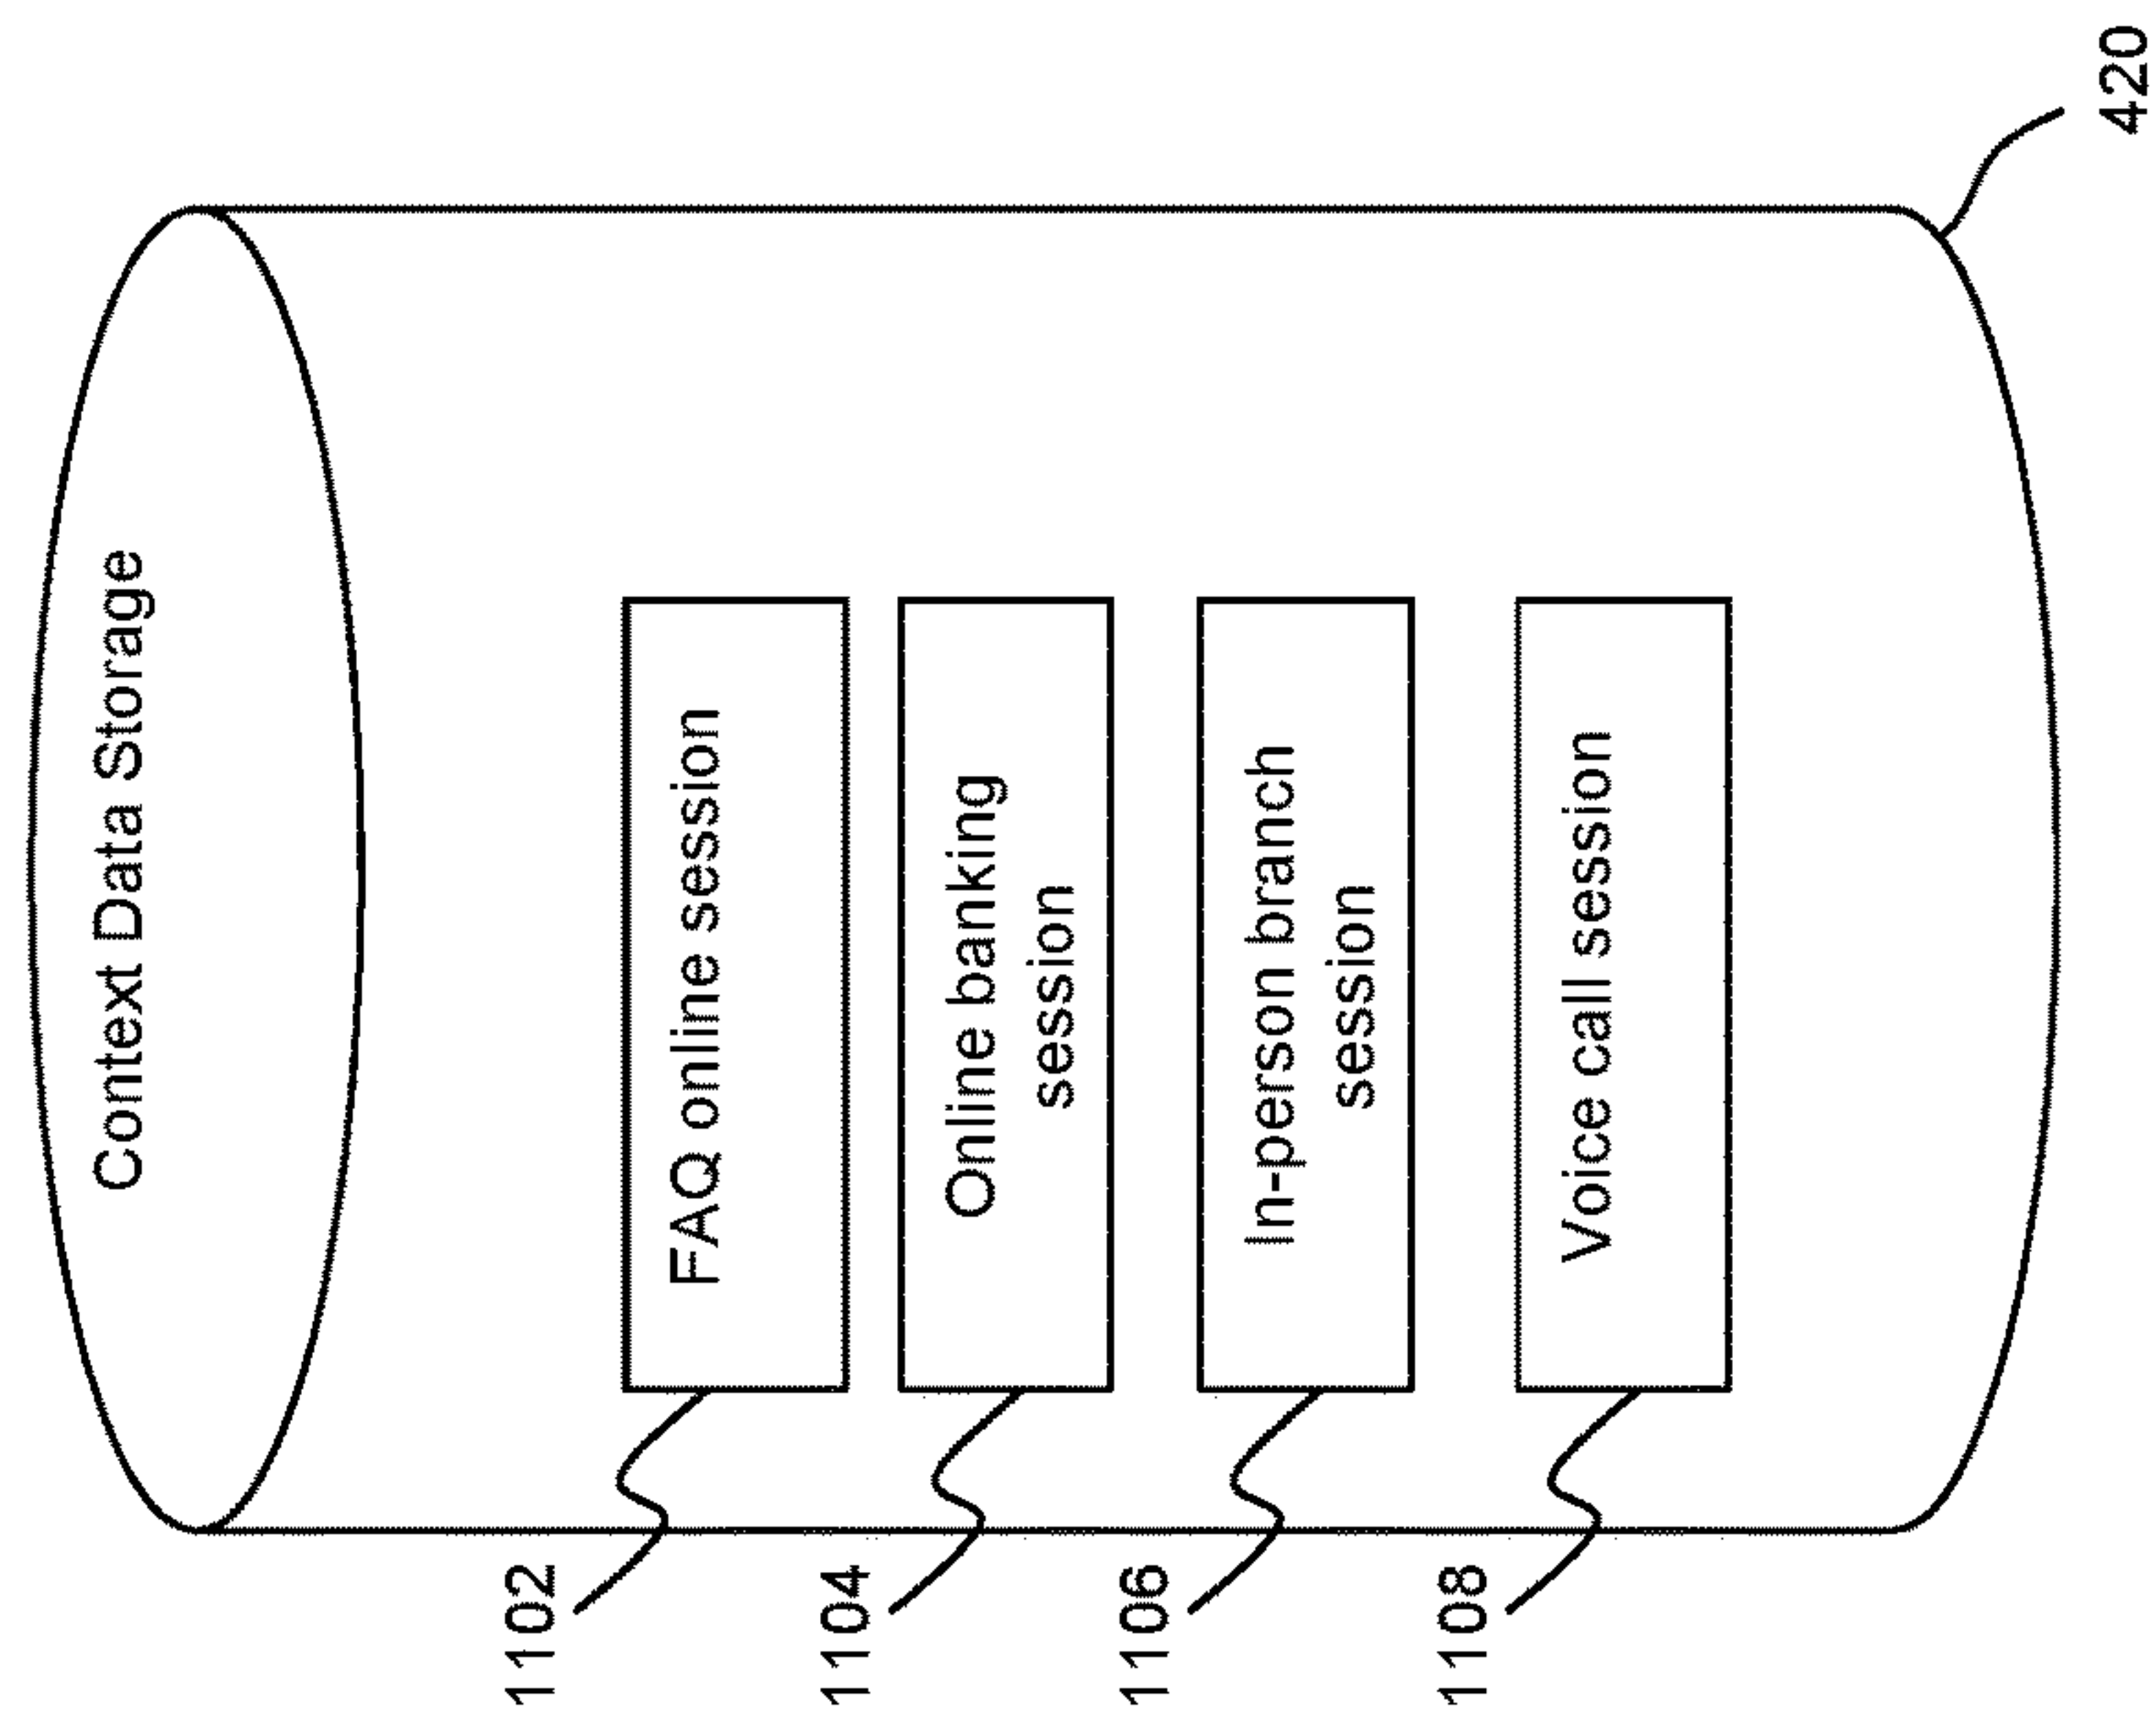 Context Data Storage
1102
FAQ online session
1104
Online banking
session
1106
In-person branch
session
1108
Voice call session
420